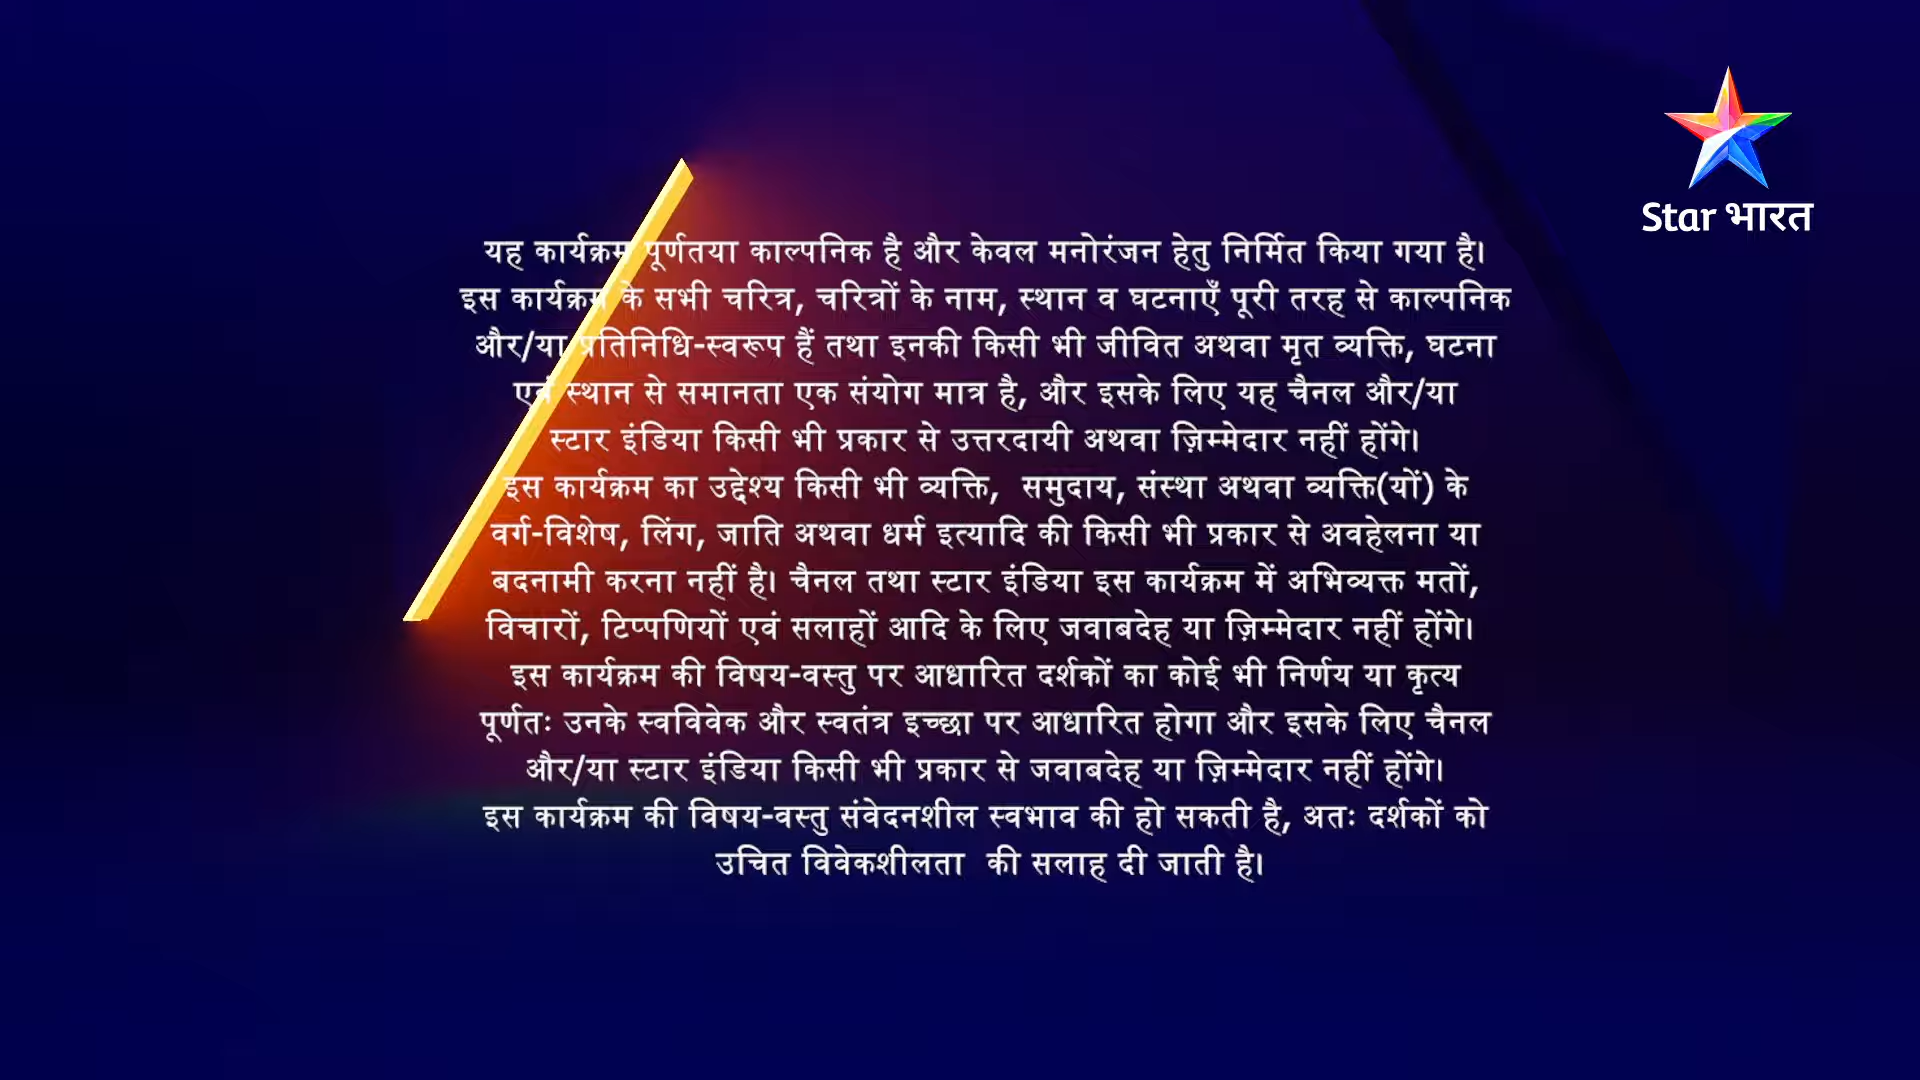 Star भारत
यह कार्यक्रम पूर्णतया काल्पनिक है और केवल मनोरंजन हेतु निर्मित किया गया है।
इस कार्यक्रम के सभी चरित्र, चरित्रों के नाम, स्थान व घटनाएँ पूरी तरह से काल्पनिक
और/या प्रतिनिधि-स्वरूप हैं तथा इनकी किसी भी जीवित अथवा मृत व्यक्ति, घटना
एवं स्थान से समानता एक संयोग मात्र है, और इसके लिए यह चैनल और/या
स्टार इंडिया किसी भी प्रकार से उत्तरदायी अथवा ज़िम्मेदार नहीं होंगे।
इस कार्यक्रम का उद्देश्य किसी भी व्यक्ति, समुदाय, संस्था अथवा व्यक्ति(यों) के
वर्ग-विशेष, लिंग, जाति अथवा धर्म इत्यादि की किसी भी प्रकार से अवहेलना या
बदनामी करना नहीं है। चैनल तथा स्टार इंडिया इस कार्यक्रम में अभिव्यक्त मतों,
विचारों, टिप्पणियों एवं सलाहों आदि के लिए जवाबदेह या ज़िम्मेदार नहीं होंगे।
इस कार्यक्रम की विषय-वस्तु पर आधारित दर्शकों का कोई भी निर्णय या कृत्य
पूर्णतः उनके स्वविवेक और स्वतंत्र इच्छा पर आधारित होगा और इसके लिए चैनल
और/या स्टार इंडिया किसी भी प्रकार से जवाबदेह या ज़िम्मेदार नहीं होंगे।
इस कार्यक्रम की विषय-वस्तु संवेदनशील स्वभाव की हो सकती है, अतः दर्शकों को
उचित विवेकशीलता की सलाह दी जाती है।